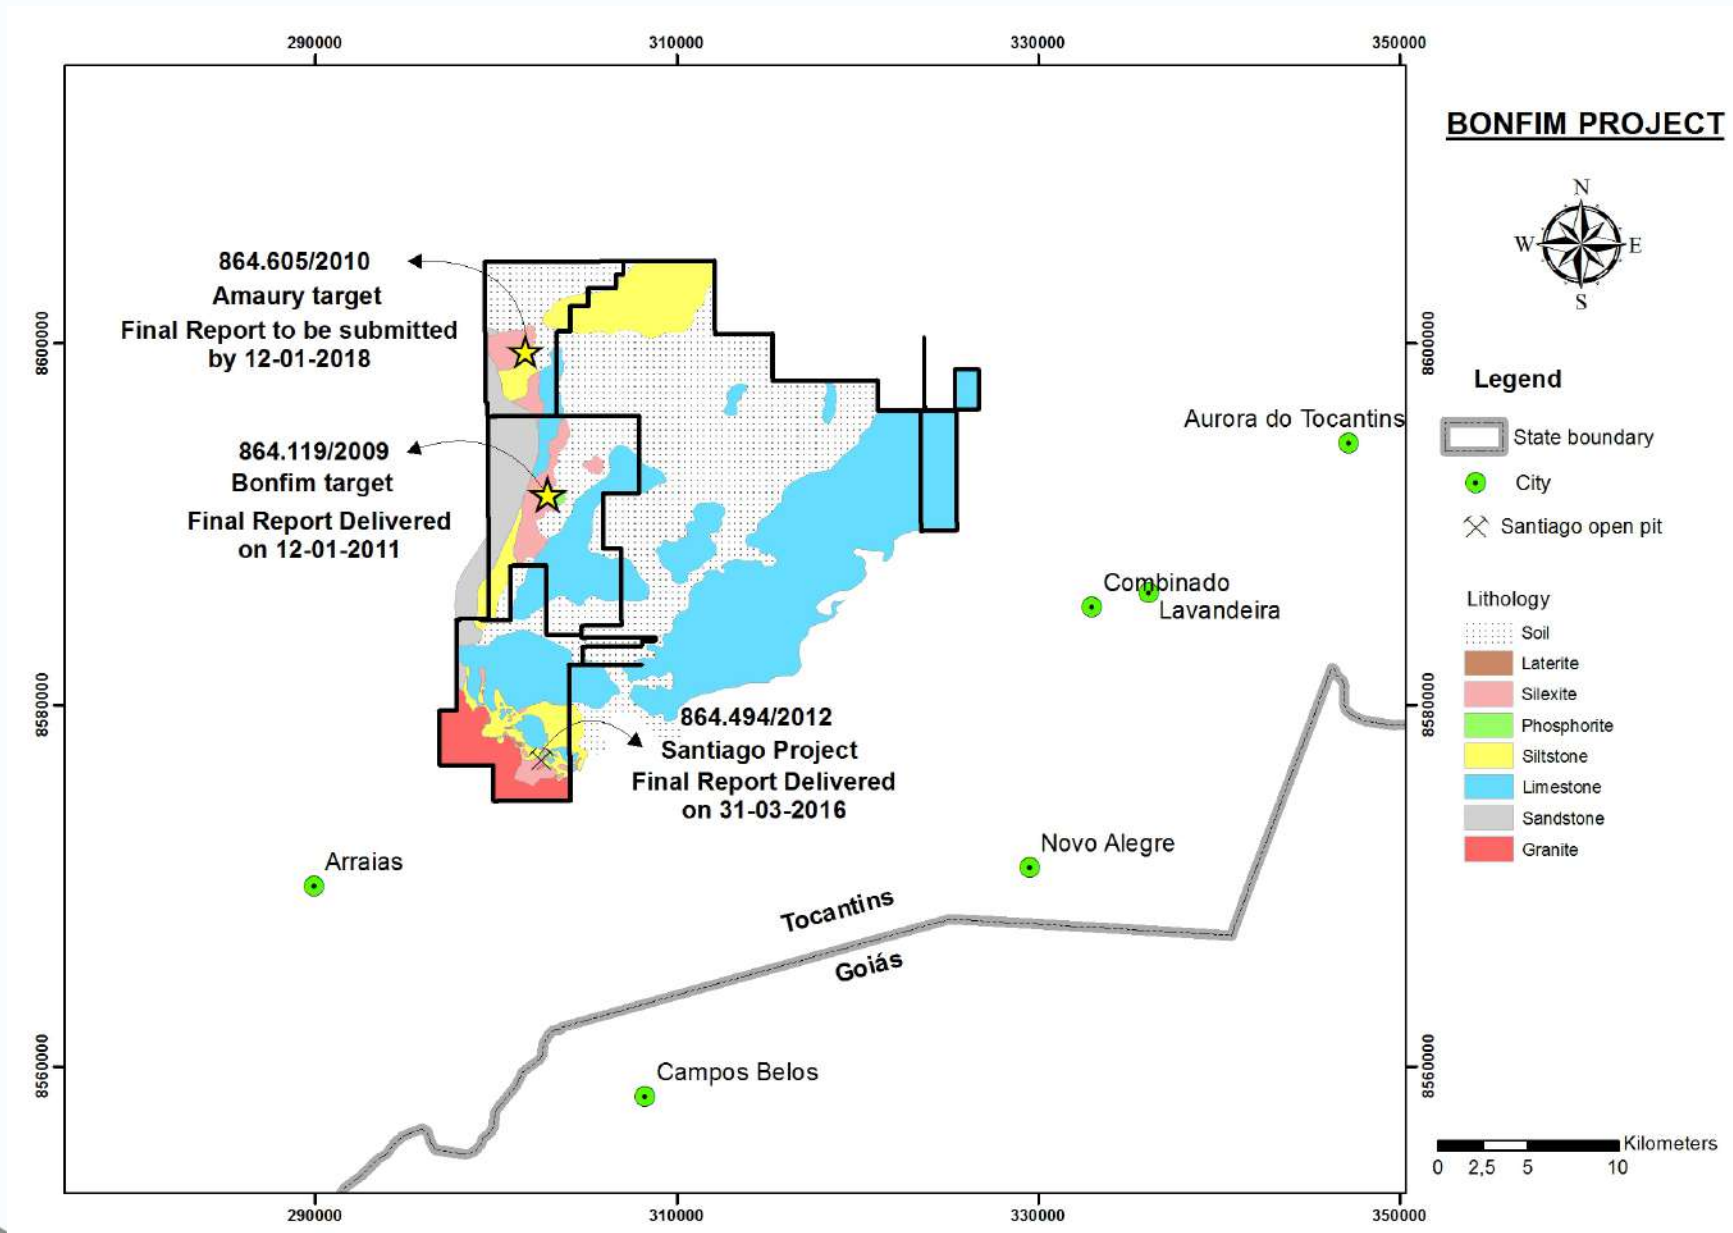 290000
310000
330000
350000
BONFIM PROJECT
N
W
E
S
864.605/2010
Amaury target
Final Report to be submitted
by 12-01-2018
8600000
8600000
Legend
Aurora do Tocantins
State boundary
864.119/2009
Bonfim target
Final Report Delivered
on 12-01-2011
City
Santiago open pit
Combinado
Lavandeira
Lithology
Soil
Laterite
Silexite
Phosphorite
Siltstone
Limestone
Sandstone
Granite
8580000
8580000
864.494/2012
Santiago Project
Final Report Delivered
on 31-03-2016
Arraias
Novo Alegre
Tocantins
Goiás
8560000
8560000
Campos Belos
Kilometers
0 2,5 5 10
290000
310000
330000
350000